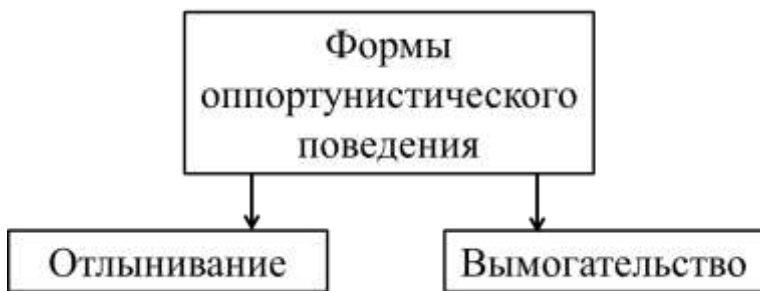 Формы
оппортунистического
поведения
Отлынивание
Вымогательство